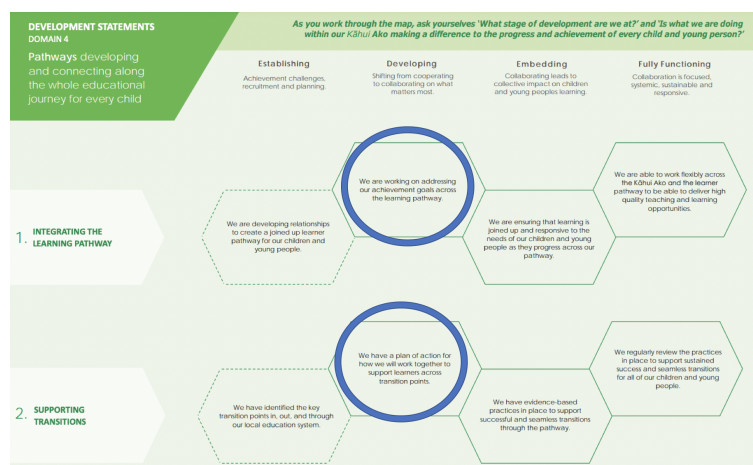 DEVELOPMENT STATEMENTS
DOMAIN 4
Pathways developing
and connecting along
the whole educational
journey for every child
As you work through the map, ask yourselves 'What stage of development are we at?' and 'Is what we are doing
within our Kāhui Ako making a difference to the progress and achievement of every child and young person?'
Establishing
Achievement challenges,
recruitment and planning.
Developing
Shifting from cooperating
to collaborating on what
matters most.
Embedding
Collaborating leads to
collective impact on children
and young peoples learning.
Fully Functioning
Collaboration is focused,
systemic, sustainable and
responsive.
1. INTEGRATING THE
LEARNING PATHWAY
We are developing relationships
to create a joined up learner
pathway for our children and
young people.
We are working on addressing
our achievement goals across
the learning pathway.
We are ensuring that learning is
joined up and responsive to the
needs of our children and young
people as they progress across our
pathway.
We are able to work flexibly across
the Kāhui Ako and the learner
pathway to be able to deliver high
quality teaching and learning
opportunities.
2. SUPPORTING
TRANSITIONS
We have identified the key
transition points in, out, and through
our local education system.
We have a plan of action for
how we will work together to
support learners across
transition points.
We have evidence-based
practices in place to support
successful and seamless transitions
through the pathway.
We regularly review the practices
in place to support sustained
success and seamless transitions
for all of our children and young
people.